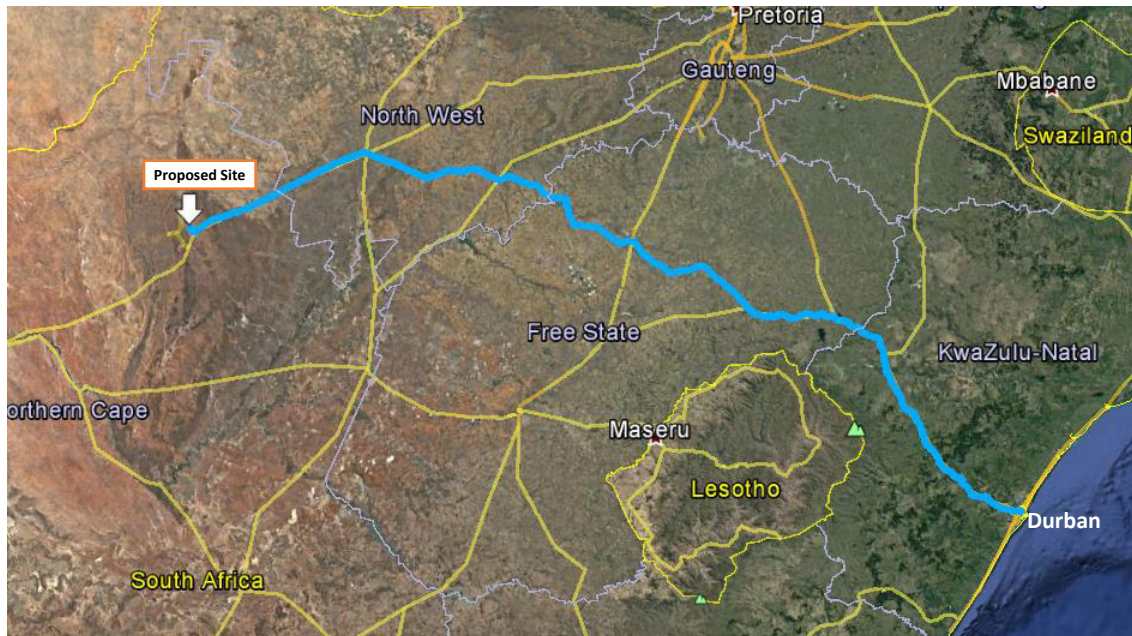 Pretoria
Gauteng
Mbabane
North West
Swaziland
Proposed Site
Free State
KwaZulu-Natal
orthern Cape
Maseru
Lesotho
Durban
South Africa